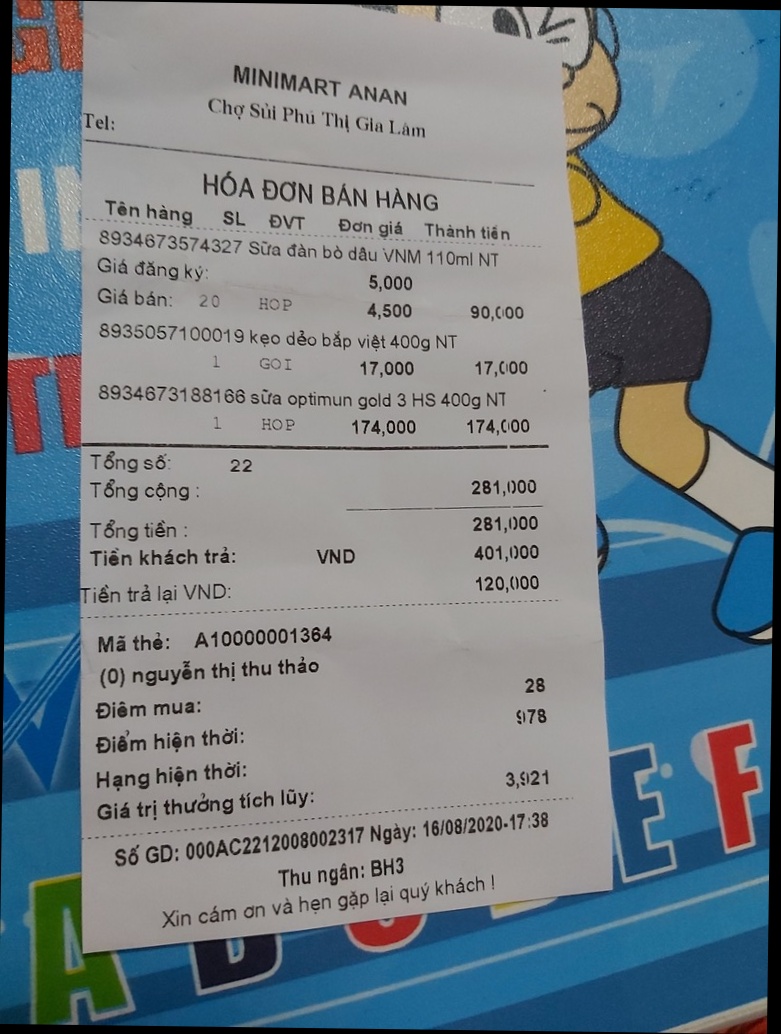 MINIMART ANAN
Chợ Sủi Phú Thị Gia Lâm
Tel:
HÓA ĐƠN BÁN HÀNG
Tên hàng SL ĐVT Đơn giá Thành tiền
8934673574327 Sữa đàn bò dâu VNM 110ml NT
Giá đăng ký: 5,000
Giá bán: 20 HOP 4,500 90,000
8935057100019 kẹo dẻo bắp việt 400g NT
1 GOI 17,000 17,000
8934673188166 sữa optimun gold 3 HS 400g NT
1 HOP 174,000 174,000
Tổng số: 22
Tổng cộng : 281,000
Tổng tiền : 281,000
Tiền khách trả: VND 401,000
Tiền trả lại VND: 120,000
Mã thẻ: A10000001364
(0) nguyễn thị thu thảo
Điểm mua: 28
Điểm hiện thời: 978
Hạng hiện thời:
Giá trị thưởng tích lũy: 3,921
Số GD: 000AC2212008002317 Ngày: 16/08/2020-17:38
Thu ngân: BH3
Xin cám ơn và hẹn gặp lại quý khách !
A B C D E F